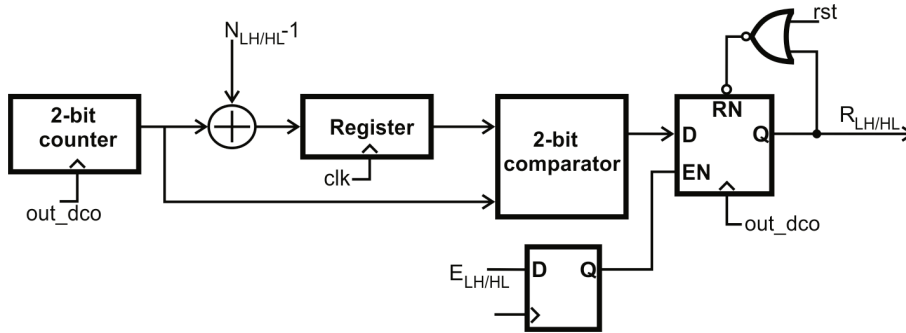 N_LH/HL-1
rst
2-bit
counter
Register
2-bit
comparator
RN
D
Q
EN
R_LH/HL
out_dco
clk
out_dco
E_LH/HL
D
Q